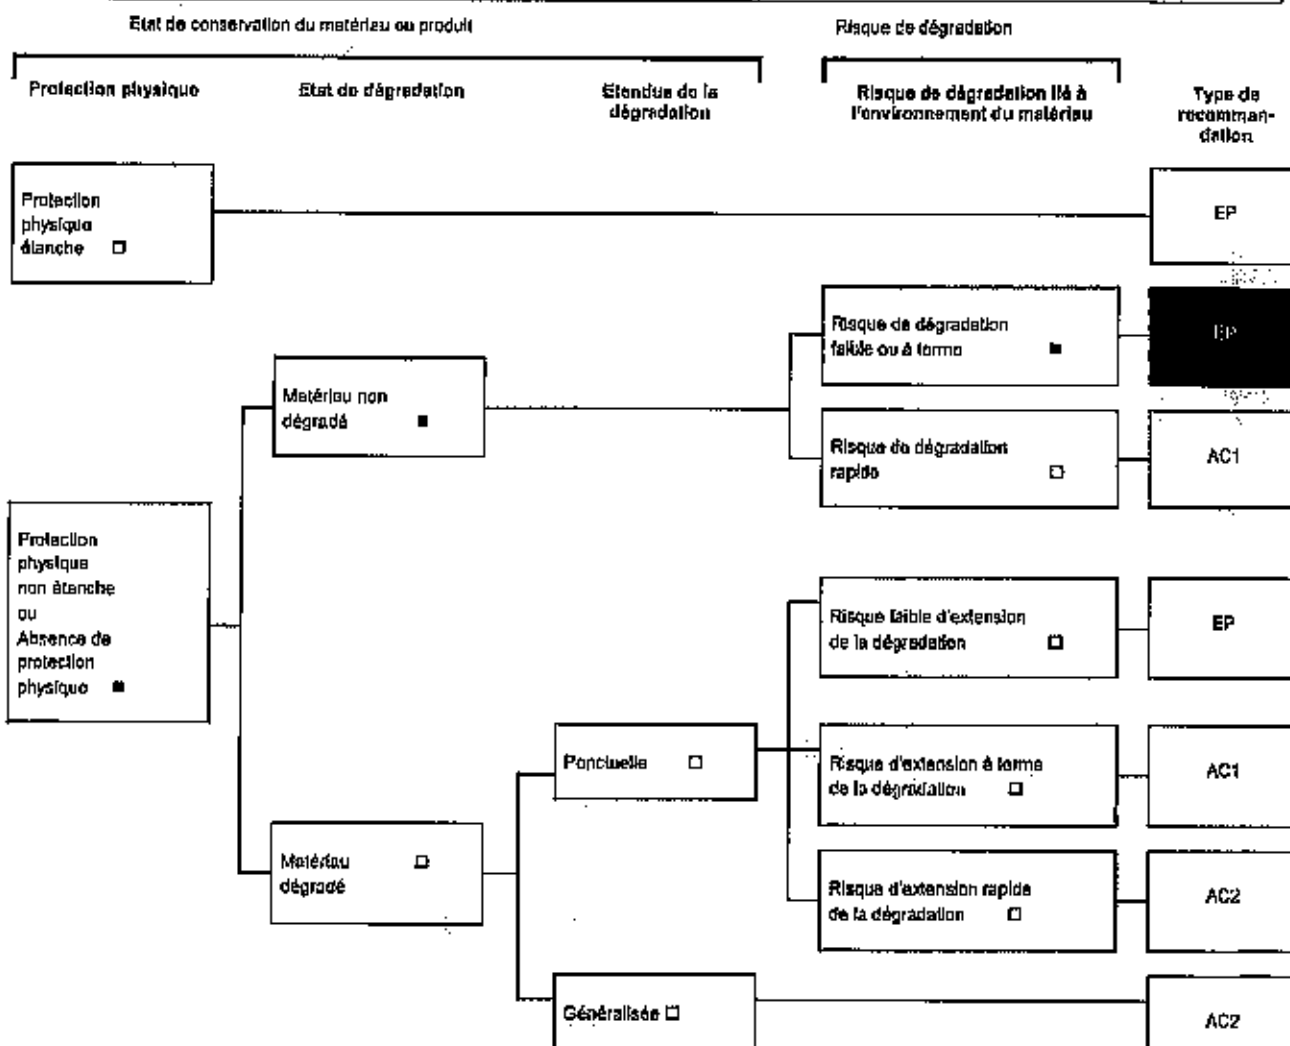 Etat de conservation du matériau ou produit
Risque de dégradation
Protection physique
Etat de dégradation
Etendue de la
dégradation
Risque de dégradation lié à
l'environnement du matériau
Type de
recomman-
dation
Protection
physique
étanche
EP
Risque de dégradation
faible ou à terme
EP
Matériau non
dégradé
Risque de dégradation
rapide
AC1
Protection
physique
non étanche
ou
Absence de
protection
physique
Risque faible d'extension
de la dégradation
EP
Ponctuelle
Risque d'extension à terme
de la dégradation
AC1
Matériau
dégradé
Risque d'extension rapide
de la dégradation
AC2
Généralisée
AC2